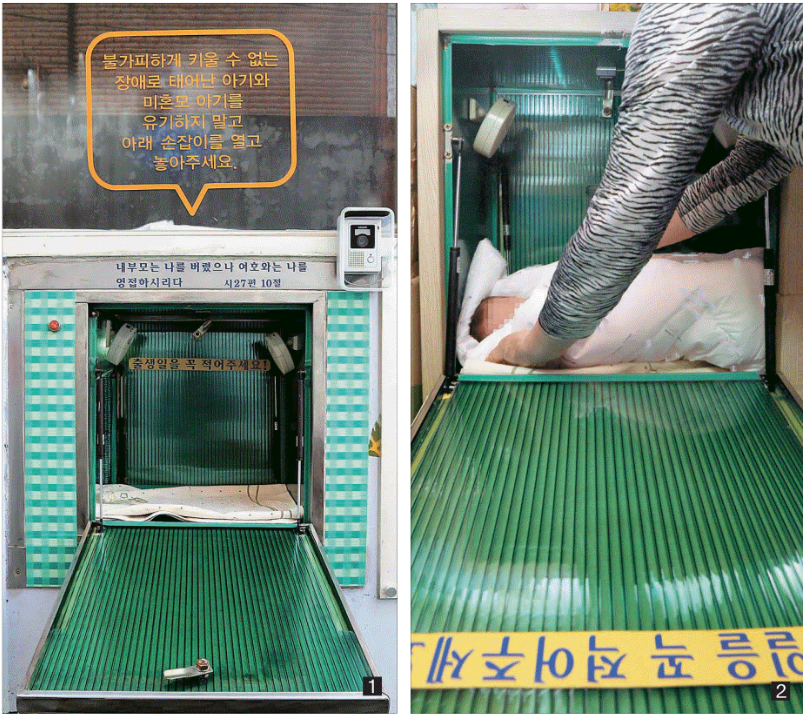 불가피하게 키울 수 없는
장애로 태어난 아기와
미혼모 아기를
유기하지 말고
아래 손잡이를 열고
놓아주세요.
내부모는 나를 버렸으나 여호와는 나를
영접하시리다 시27편 10절
출생일을 꼭 적어주세요!
1
일을 꼭 적어주세
2